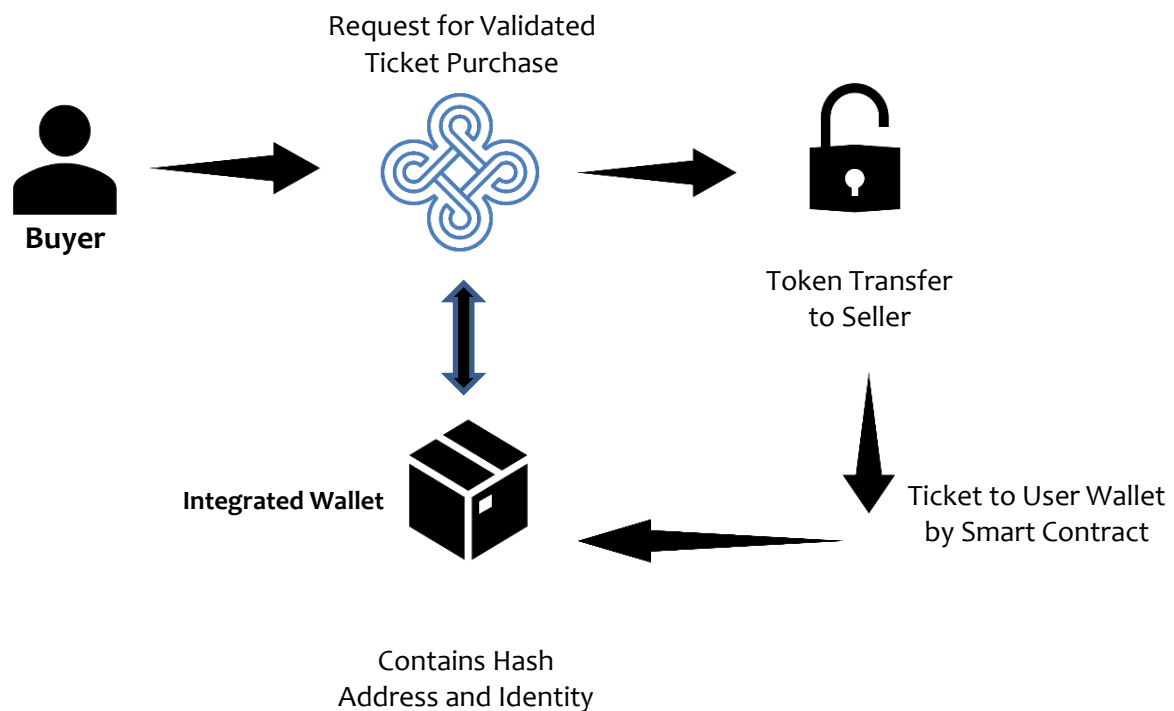 Request for Validated
Ticket Purchase
Buyer
Token Transfer
to Seller
Integrated Wallet
Ticket to User Wallet
by Smart Contract
Contains Hash
Address and Identity